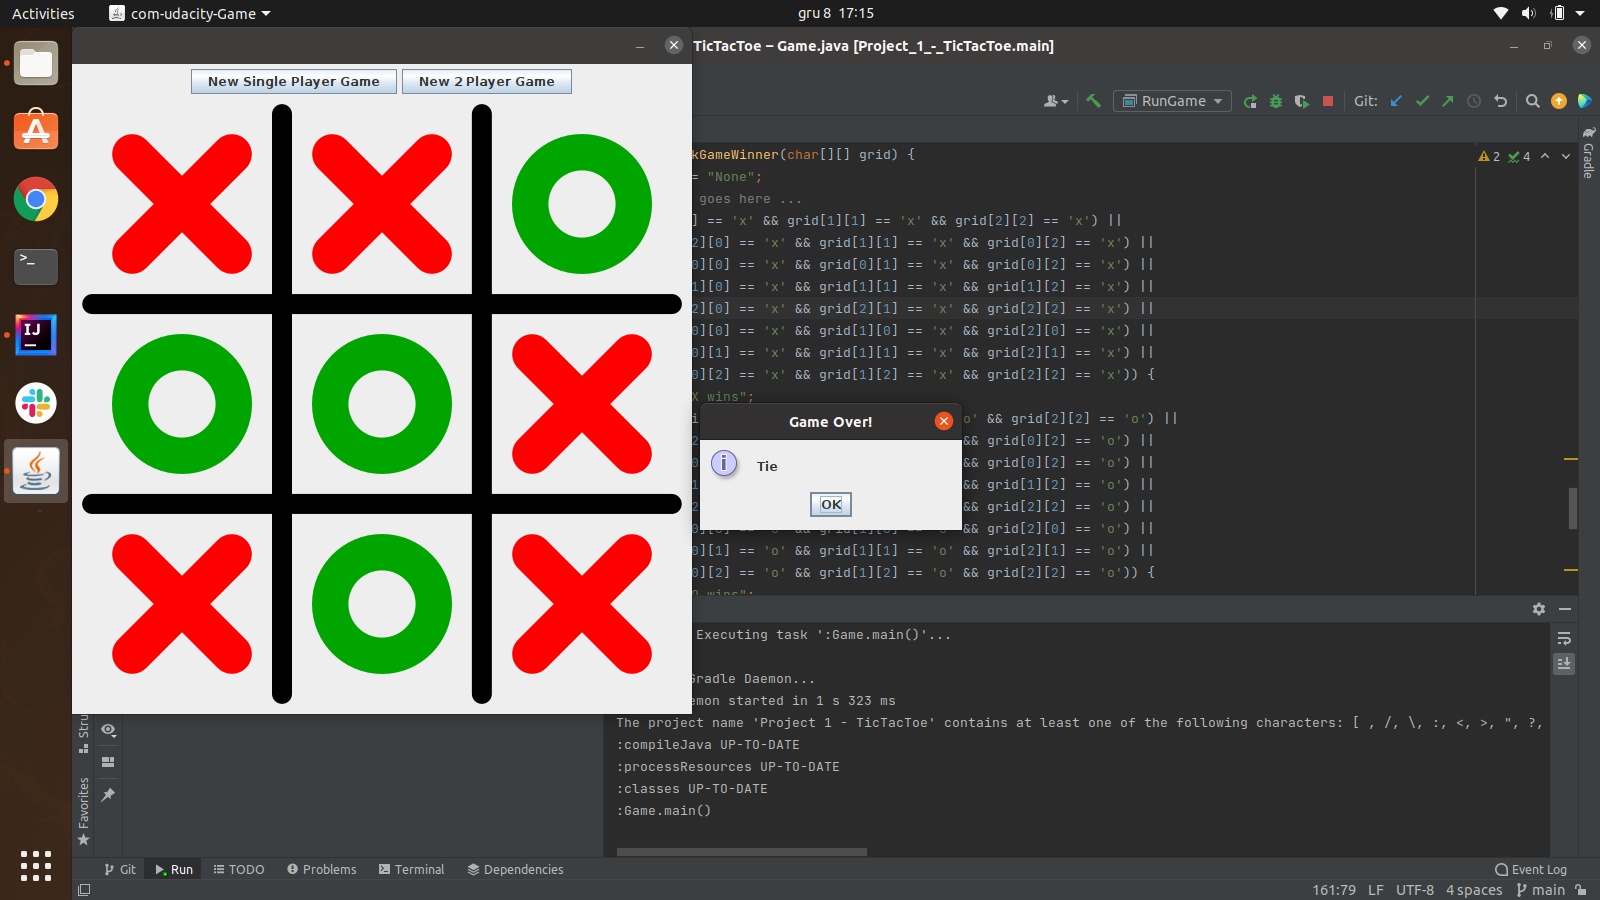 Activities
com-udacity-Game
gru 8 17:15
TicTacToe – Game.java [Project_1_-_TicTacToe.main]
New Single Player Game
New 2 Player Game
RunGame
Git:
kGameWinner(char[][] grid) {
= "None";
goes here ...
] == 'x' && grid[1][1] == 'x' && grid[2][2] == 'x') ||
2][0] == 'x' && grid[1][1] == 'x' && grid[0][2] == 'x') ||
0][0] == 'x' && grid[0][1] == 'x' && grid[0][2] == 'x') ||
1][0] == 'x' && grid[1][1] == 'x' && grid[1][2] == 'x') ||
2][0] == 'x' && grid[2][1] == 'x' && grid[2][2] == 'x') ||
0][0] == 'x' && grid[1][0] == 'x' && grid[2][0] == 'x') ||
0][1] == 'x' && grid[1][1] == 'x' && grid[2][1] == 'x') ||
0][2] == 'x' && grid[1][2] == 'x' && grid[2][2] == 'x')) {
X wins";
o' && grid[2][2] == 'o') ||
&& grid[0][2] == 'o') ||
&& grid[0][2] == 'o') ||
&& grid[1][2] == 'o') ||
&& grid[2][2] == 'o') ||
&& grid[2][0] == 'o') ||
0][1] == 'o' && grid[1][1] == 'o' && grid[2][1] == 'o') ||
0][2] == 'o' && grid[1][2] == 'o' && grid[2][2] == 'o')) {
O wins";
2
4
Gradle
Game Over!
Tie
OK
Executing task ':Game.main()'...
Gradle Daemon...
emon started in 1 s 323 ms
The project name 'Project 1 - TicTacToe' contains at least one of the following characters: [ , /, \, :, <, >, ", ?,
:compileJava UP-TO-DATE
:processResources UP-TO-DATE
:classes UP-TO-DATE
:Game.main()
Stru
Favorites
Git
Run
TODO
Problems
Terminal
Dependencies
Event Log
161:79
LF
UTF-8
4 spaces
main